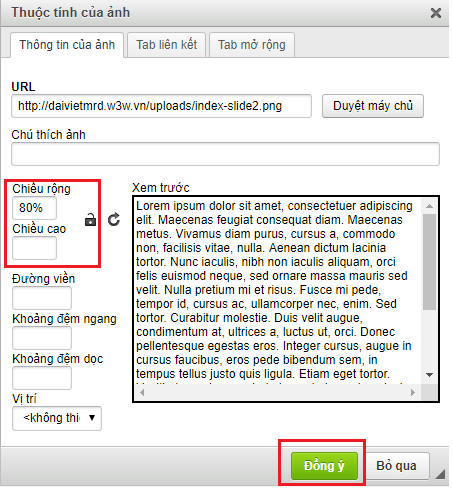 Thuộc tính của ảnh
Thông tin của ảnh
Tab liên kết
Tab mở rộng
URL
http://daivietmrd.w3w.vn/uploads/index-slide2.png
Duyệt máy chủ
Chú thích ảnh
Chiều rộng
80%
Chiều cao
Đường viền
Khoảng đệm ngang
Khoảng đệm dọc
Vị trí
<không thiế
Xem trước
Lorem ipsum dolor sit amet, consectetuer adipiscing
elit. Maecenas feugiat consequat diam. Maecenas
metus. Vivamus diam purus, cursus a, commodo
non, facilisis vitae, nulla. Aenean dictum lacinia
tortor. Nunc iaculis, nibh non iaculis aliquam, orci
felis euismod neque, sed ornare massa mauris sed
velit. Nulla pretium mi et risus. Fusce mi pede,
tempor id, cursus ac, ullamcorper nec, enim. Sed
tortor. Curabitur molestie. Duis velit augue,
condimentum at, ultrices a, luctus ut, orci. Donec
pellentesque egestas eros. Integer cursus, augue in
cursus faucibus, eros pede bibendum sem, in
tempus tellus justo quis ligula. Etiam eget tortor.
Đồng ý
Bỏ qua